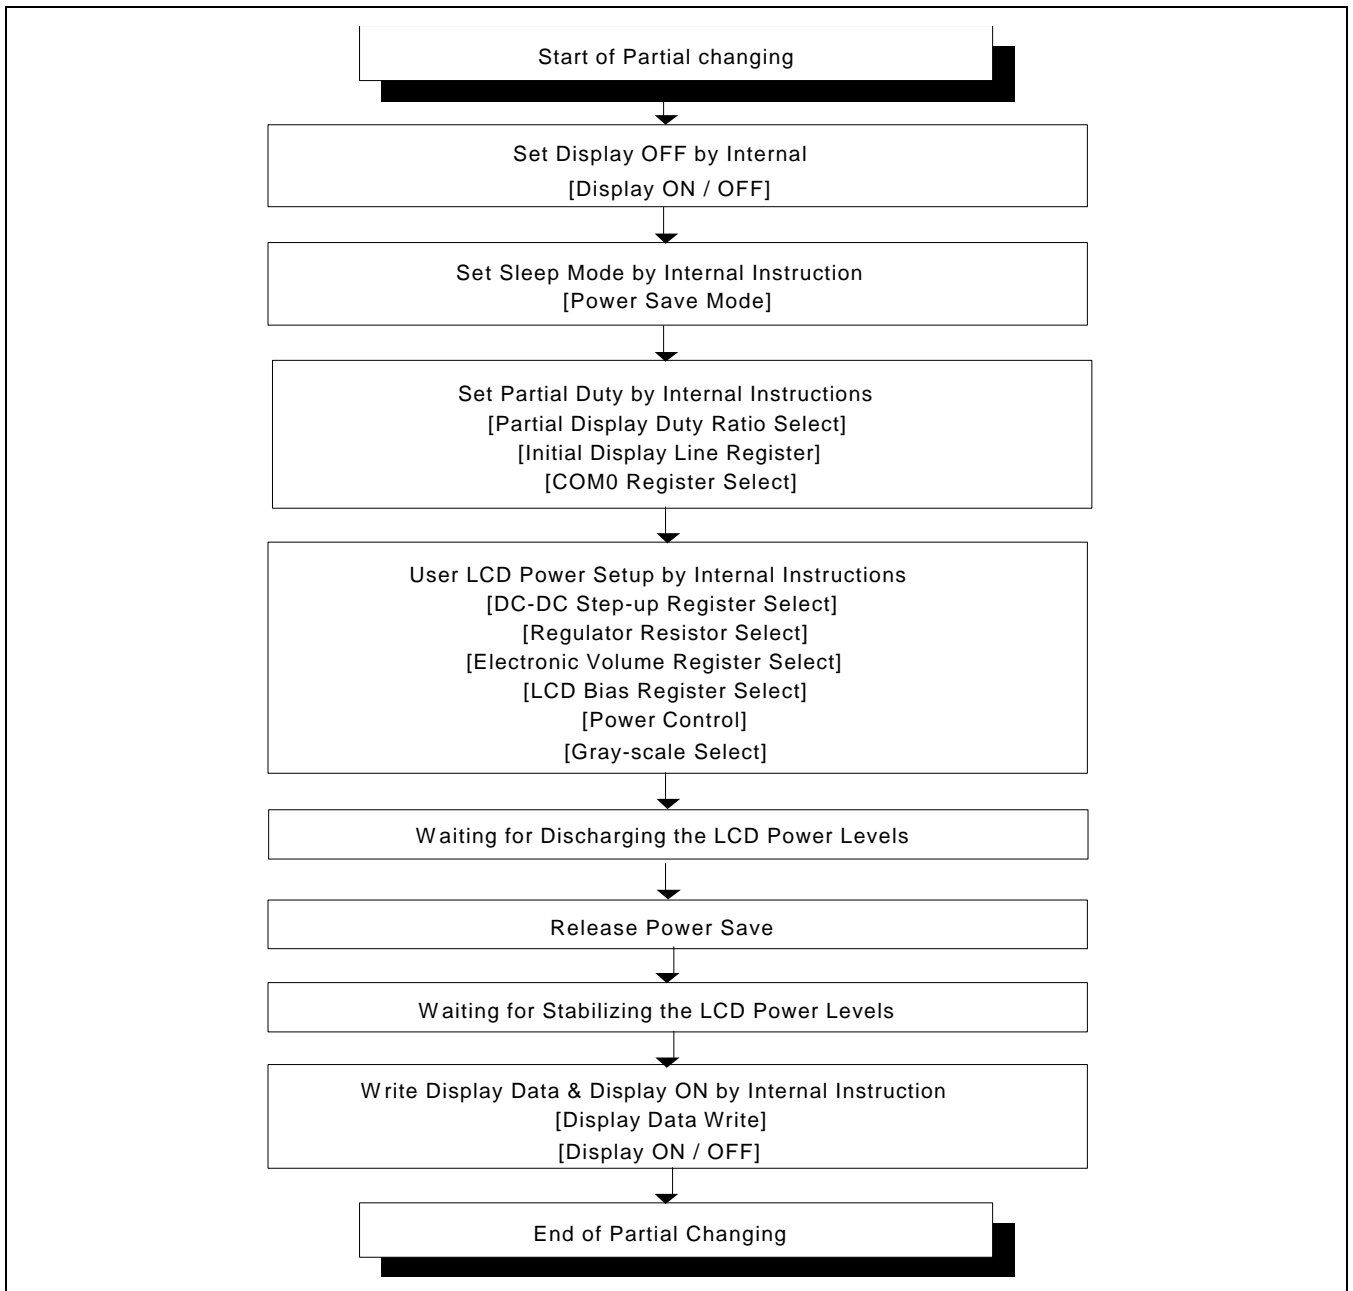 Start of Partial changing
Set Display OFF by Internal
[Display ON / OFF]
Set Sleep Mode by Internal Instruction
[Power Save Mode]
Set Partial Duty by Internal Instructions
[Partial Display Duty Ratio Select]
[Initial Display Line Register]
[COM0 Register Select]
User LCD Power Setup by Internal Instructions
[DC-DC Step-up Register Select]
[Regulator Resistor Select]
[Electronic Volume Register Select]
[LCD Bias Register Select]
[Power Control]
[Gray-scale Select]
Waiting for Discharging the LCD Power Levels
Release Power Save
Waiting for Stabilizing the LCD Power Levels
Write Display Data & Display ON by Internal Instruction
[Display Data Write]
[Display ON / OFF]
End of Partial Changing